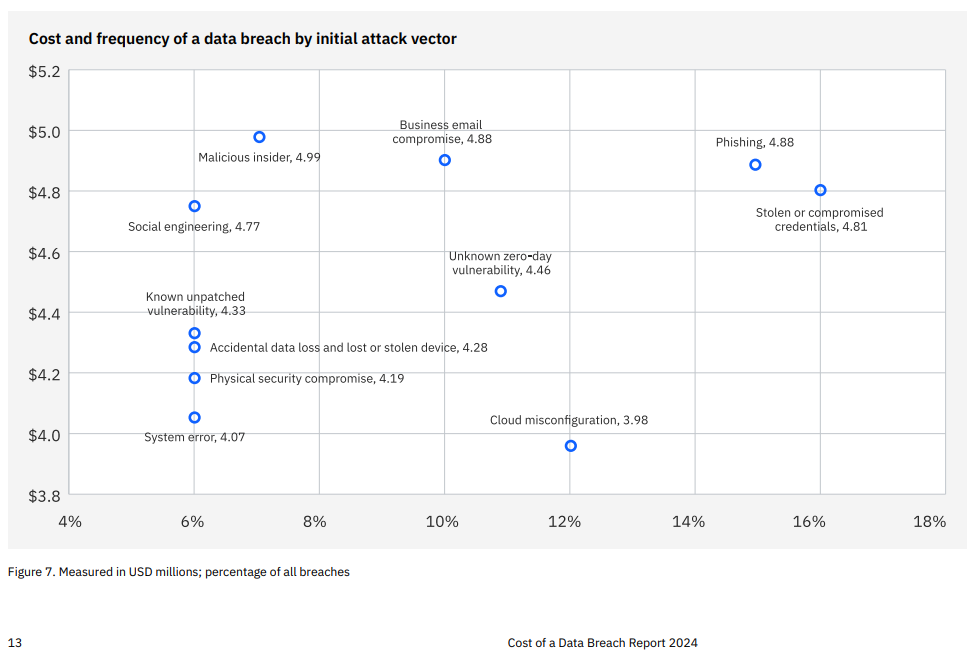 Cost and frequency of a data breach by initial attack vector
$5.2
$5.0
$4.8
$4.6
$4.4
$4.2
$4.0
$3.8
Business email
compromise, 4.88
Phishing, 4.88
Malicious insider, 4.99
Stolen or compromised
credentials, 4.81
Social engineering, 4.77
Unknown zero-day
vulnerability, 4.46
Known unpatched
vulnerability, 4.33
Accidental data loss and lost or stolen device, 4.28
Physical security compromise, 4.19
Cloud misconfiguration, 3.98
System error, 4.07
4%
6%
8%
10%
12%
14%
16%
18%
Figure 7. Measured in USD millions; percentage of all breaches
13
Cost of a Data Breach Report 2024